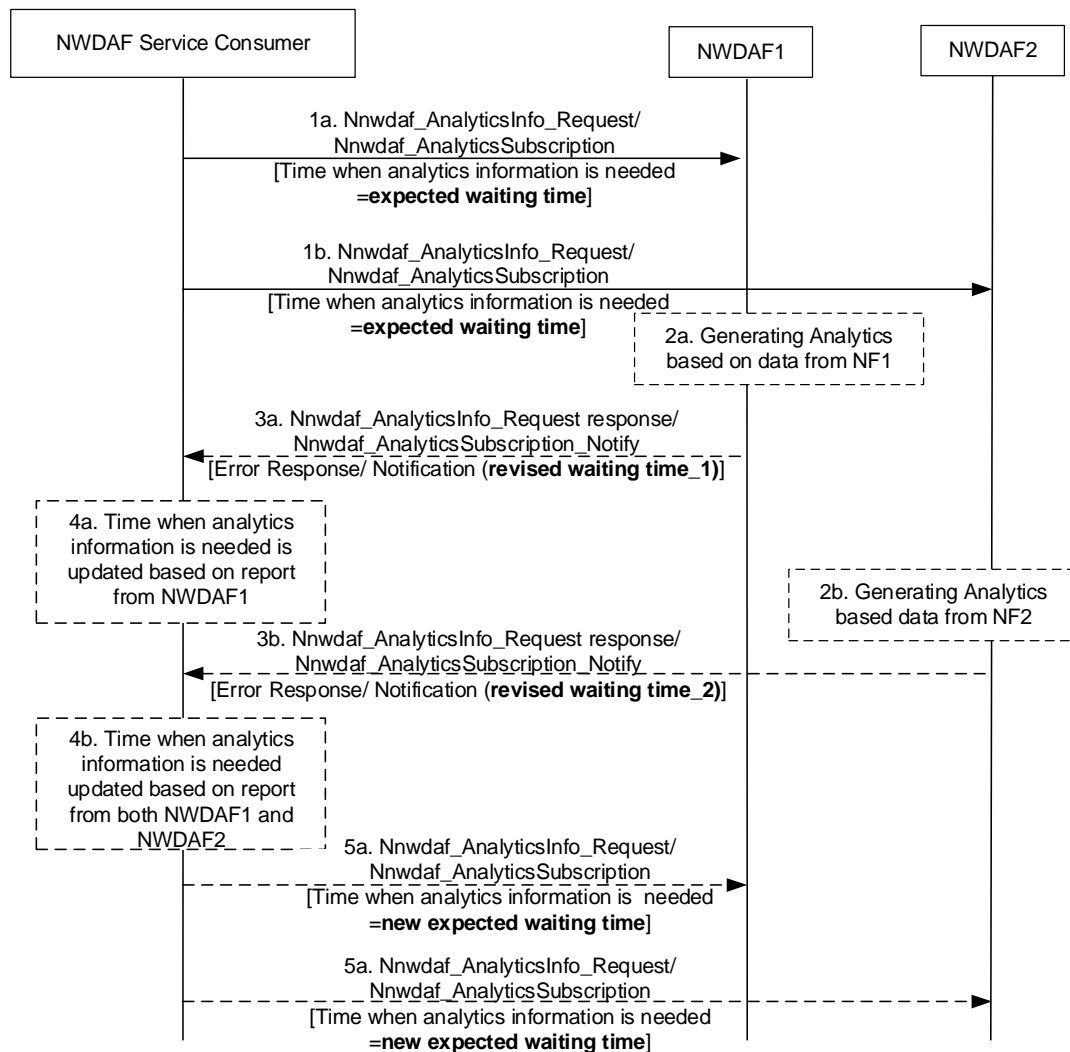 NWDAF Service Consumer
NWDAF1
NWDAF2
1a. Nnwdaf_AnalyticsInfo_Request/
Nnwdaf_AnalyticsSubscription
[Time when analytics information is needed
=expected waiting time]
1b. Nnwdaf_AnalyticsInfo_Request/
Nnwdaf_AnalyticsSubscription
[Time when analytics information is needed
=expected waiting time]
2a. Generating Analytics
based on data from NF1
3a. Nnwdaf_AnalyticsInfo_Request response/
Nnwdaf_AnalyticsSubscription_Notify
[Error Response/ Notification (revised waiting time_1)]
4a. Time when analytics
information is needed is
updated based on report
from NWDAF1
2b. Generating Analytics
based data from NF2
3b. Nnwdaf_AnalyticsInfo_Request response/
Nnwdaf_AnalyticsSubscription_Notify
[Error Response/ Notification (revised waiting time_2)]
4b. Time when analytics
information is needed
updated based on report
from both NWDAF1 and
NWDAF2
5a. Nnwdaf_AnalyticsInfo_Request/
Nnwdaf_AnalyticsSubscription
[Time when analytics information is  needed
=new expected waiting time]
5a. Nnwdaf_AnalyticsInfo_Request/
Nnwdaf_AnalyticsSubscription
[Time when analytics information is needed
=new expected waiting time]